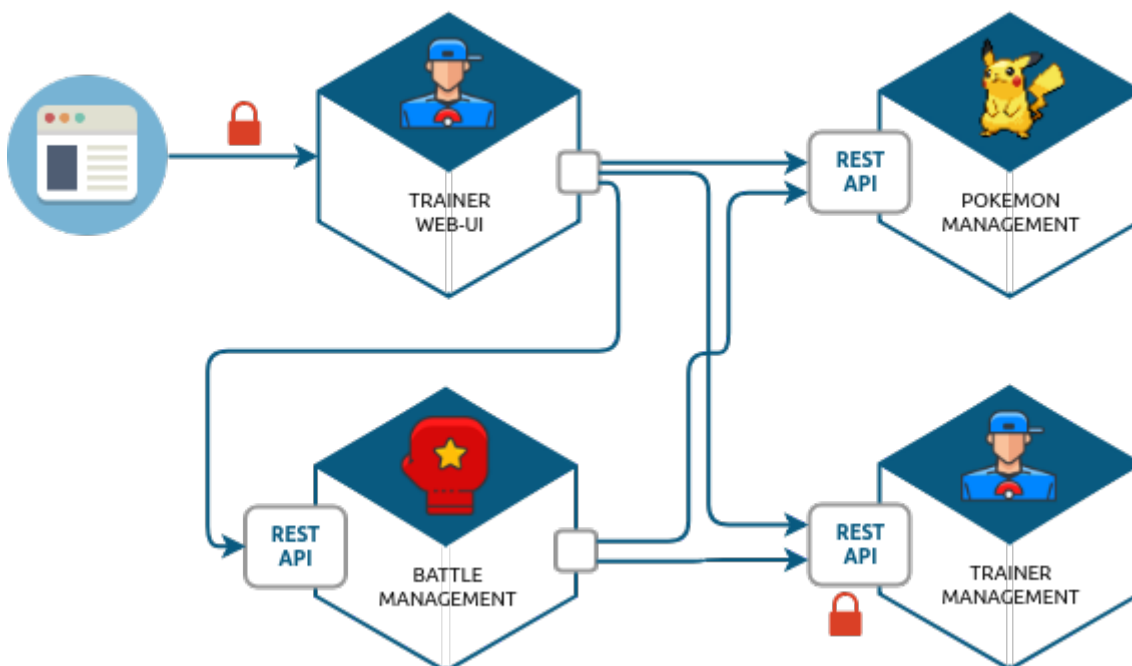 TRAINER
WEB-UI
REST
API
POKEMON
MANAGEMENT
REST
API
BATTLE
MANAGEMENT
REST
API
TRAINER
MANAGEMENT